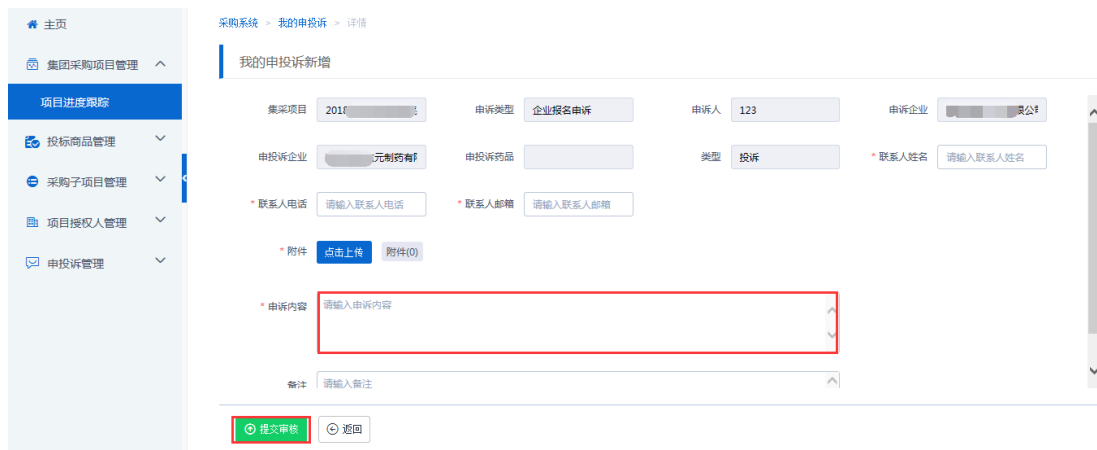 主页
采购系统 > 我的申投诉 > 详情
集团采购项目管理
我的申投诉新增
项目进度跟踪
集采项目 2018 申诉类型 企业报名申诉 申诉人 123 申诉企业 限公司
投标商品管理
申投诉企业 元制药有限 申投诉药品 类型 投诉 * 联系人姓名 请输入联系人姓名
采购子项目管理
* 联系人电话 请输入联系人电话 * 联系人邮箱 请输入联系人邮箱
项目授权人管理
* 附件 点击上传 附件(0)
申投诉管理
* 申诉内容 请输入申诉内容
备注 请输入备注
提交审核 返回